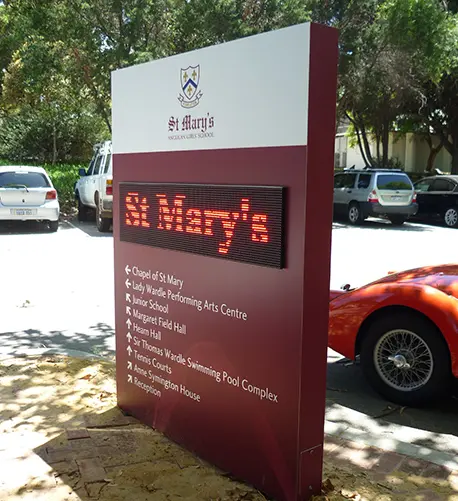 St Mary's
ANGLICAN GIRLS' SCHOOL
St Mary's
← Chapel of St Mary
← Lady Wardle Performing Arts Centre
↖ Junior School
↖ Margaret Field Hall
↑ Hearn Hall
↑ Sir Thomas Wardle Swimming Pool Complex
↑ Tennis Courts
↗ Anne Symington House
↗ Reception